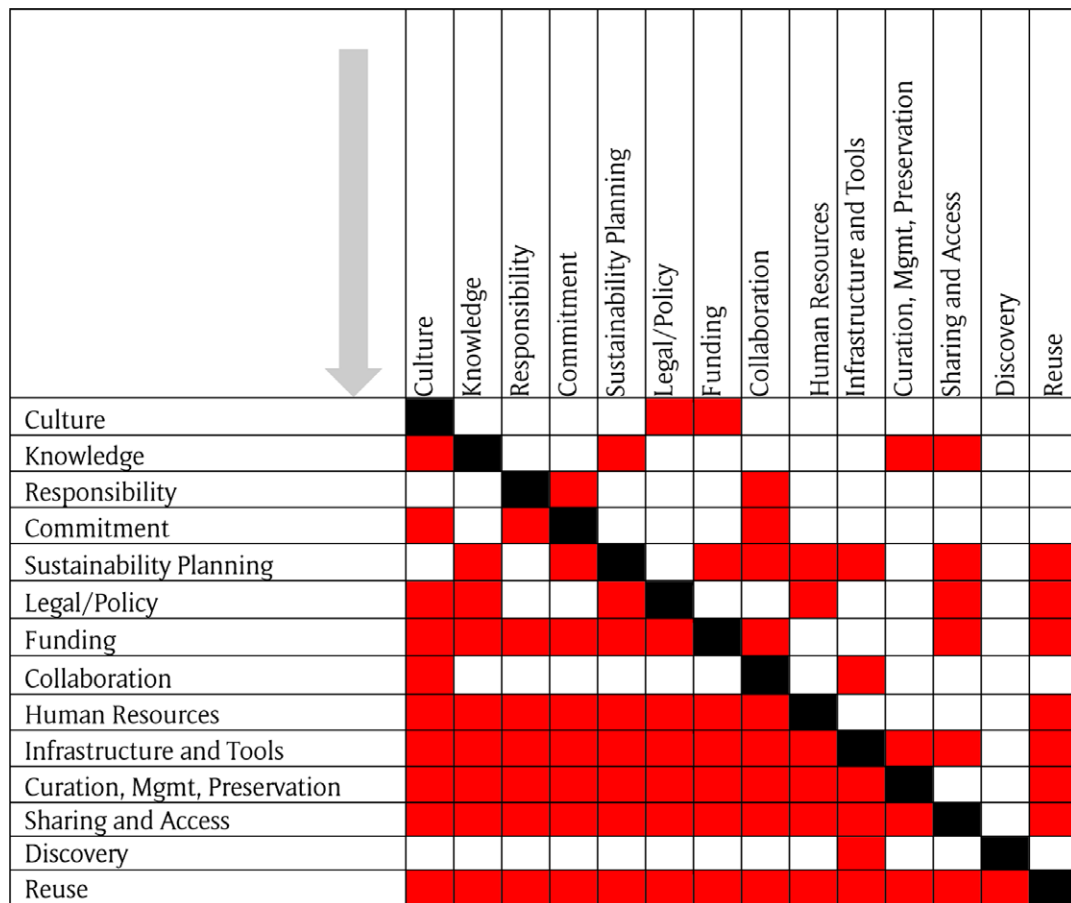 Culture
Knowledge
Responsibility
Commitment
Sustainability Planning
Legal/Policy
Funding
Collaboration
Human Resources
Infrastructure and Tools
Curation, Mgmt, Preservation
Sharing and Access
Discovery
Reuse
Culture
Knowledge
Responsibility
Commitment
Sustainability Planning
Legal/Policy
Funding
Collaboration
Human Resources
Infrastructure and Tools
Curation, Mgmt, Preservation
Sharing and Access
Discovery
Reuse